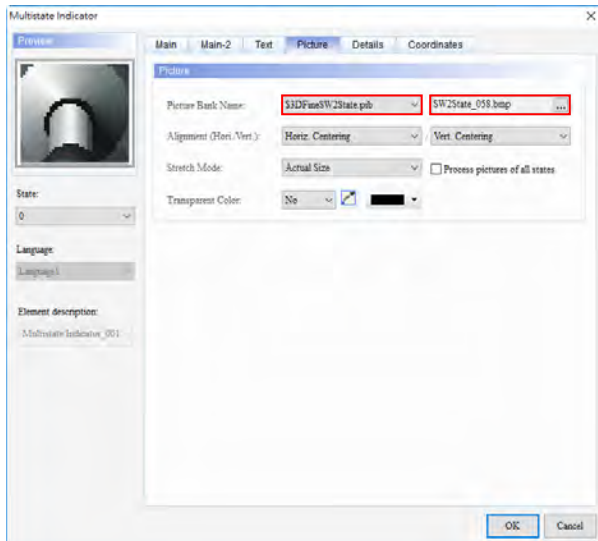 Multistate Indicator
Preview
Main Main-2 Text Picture Details Coordinates
Picture
Picture Bank Name: S3DFineSW2State.pib SW2State_058.bmp ...
Alignment (Hori./Vert.): Horiz. Centering Vert. Centering
Stretch Mode: Actual Size Process pictures of all states
State:
Transparent Color: No
0
Language:
Language1
Element description:
Multistate Indicator_001
OK Cancel